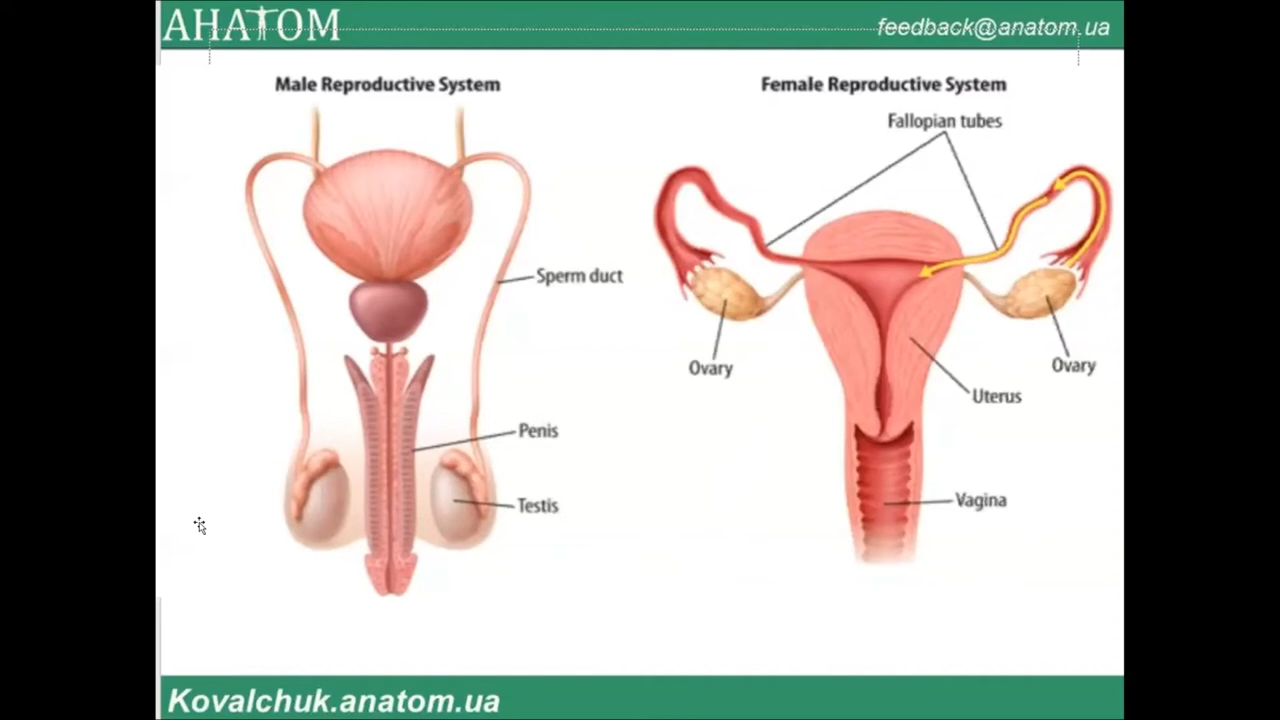 АНАТОМ
feedback@anatom.ua
Male Reproductive System
Female Reproductive System
Fallopian tubes
Sperm duct
Ovary
Ovary
Uterus
Penis
Vagina
Testis
Kovalchuk.anatom.ua